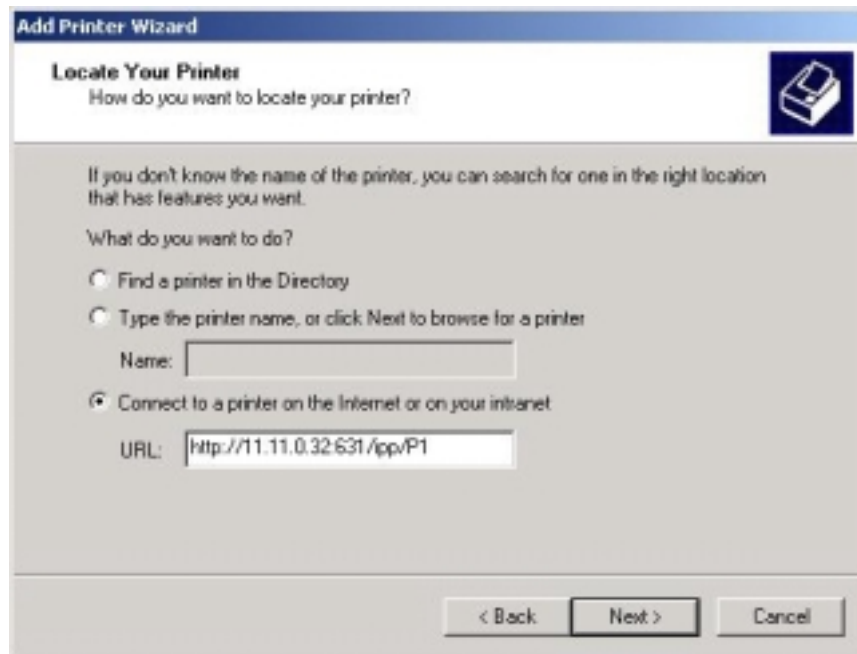 Add Printer Wizard
Locate Your Printer
How do you want to locate your printer?
If you don't know the name of the printer, you can search for one in the right location
that has features you want.
What do you want to do?
Find a printer in the Directory
Type the printer name, or click Next to browse for a printer
Name:
Connect to a printer on the Internet or on your intranet
URL: http://11.11.0.32:631/ipp/P1
< Back Next > Cancel